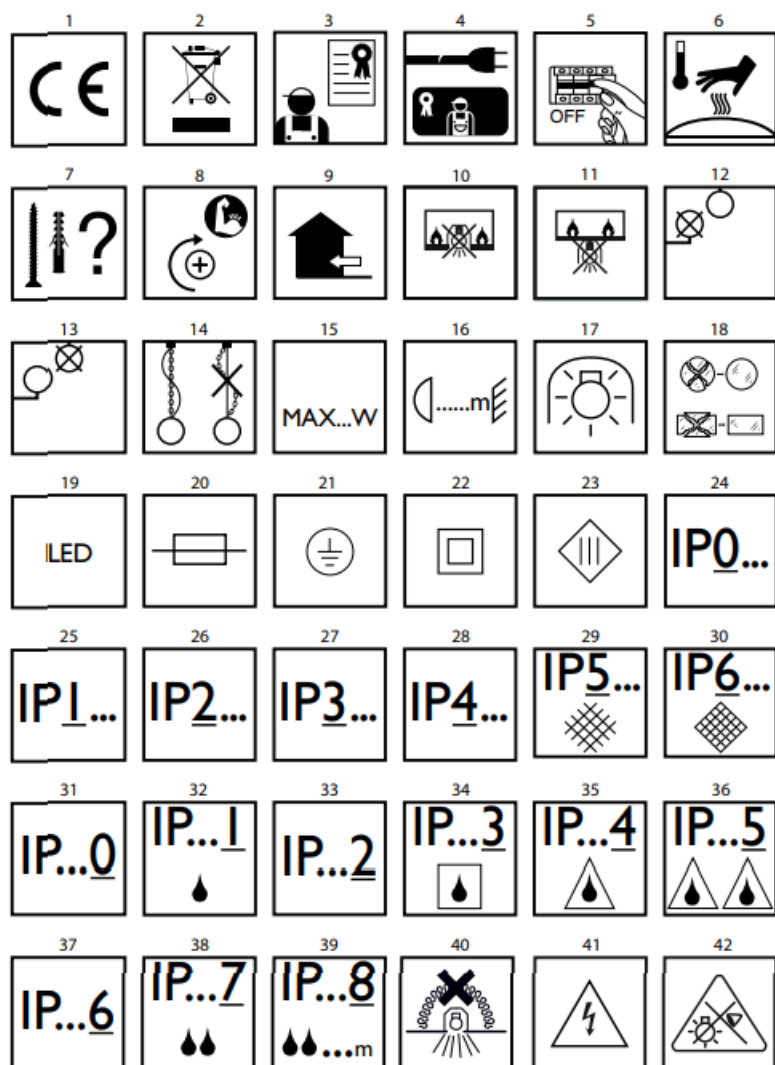 1 2 3 4 5 6
CE
OFF
7 8 9 10 11 12
?
13 14 15 16 17 18
MAX...W
......m
19 20 21 22 23 24
LED
IP0...
25 26 27 28 29 30
IP1... IP2... IP3... IP4... IP5... IP6...
31 32 33 34 35 36
IP...0 IP...1 IP...2 IP...3 IP...4 IP...5
37 38 39 40 41 42
IP...6 IP...7 IP...8
...m